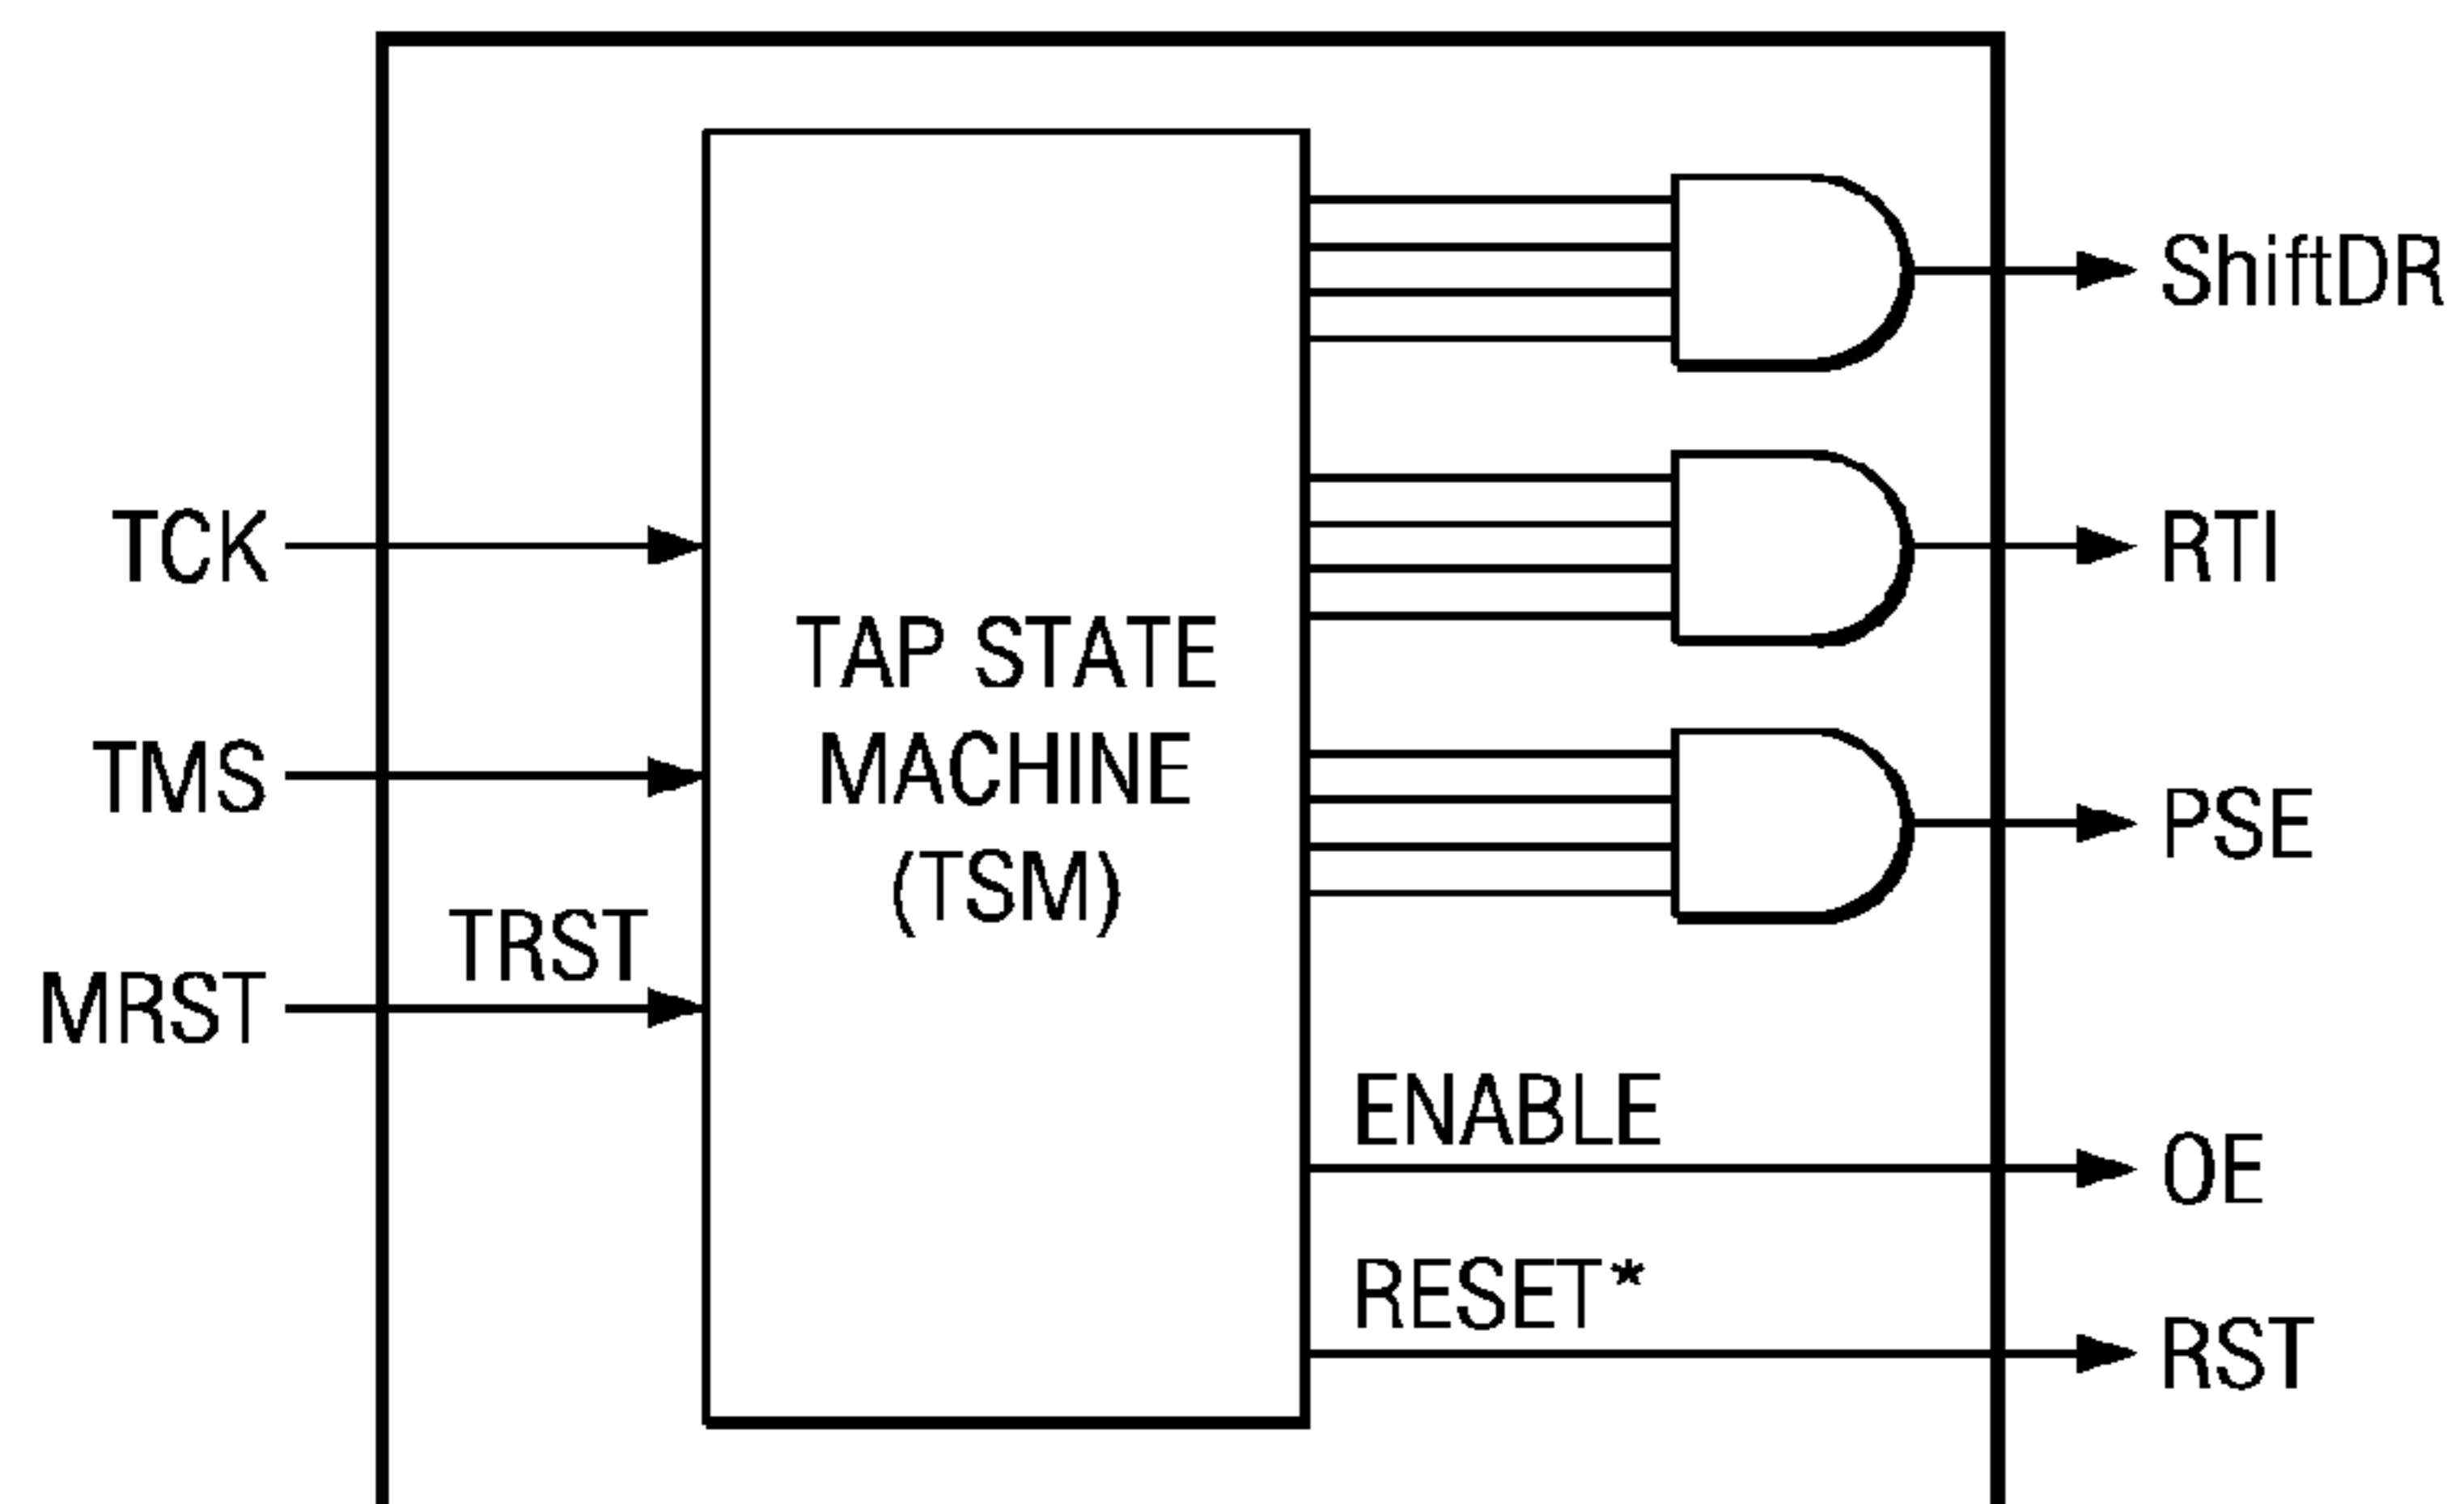 ShiftDR
TCK
RTI
TAP STATE
MACHINE
(TSM)
TMS
PSE
TRST
MRST
ENABLE
OE
RESET*
RST